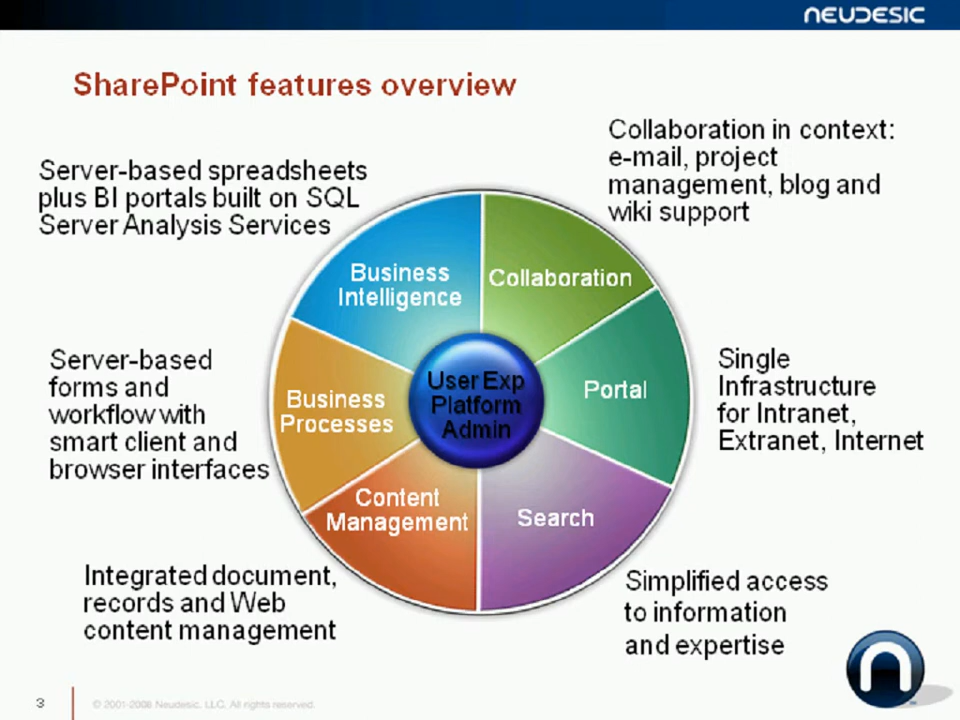 NEUDESIC
SharePoint features overview
Collaboration in context:
e-mail, project
management, blog and
wiki support
Server-based spreadsheets
plus BI portals built on SQL
Server Analysis Services
Business
Intelligence
Collaboration
Server-based
forms and
workflow with
smart client and
browser interfaces
Business
Processes
User Exp
Platform
Admin
Portal
Single
Infrastructure
for Intranet,
Extranet, Internet
Content
Management
Search
Integrated document,
records and Web
content management
Simplified access
to information
and expertise
n
3
© 2001-2008 Neudesic, LLC. All rights reserved.